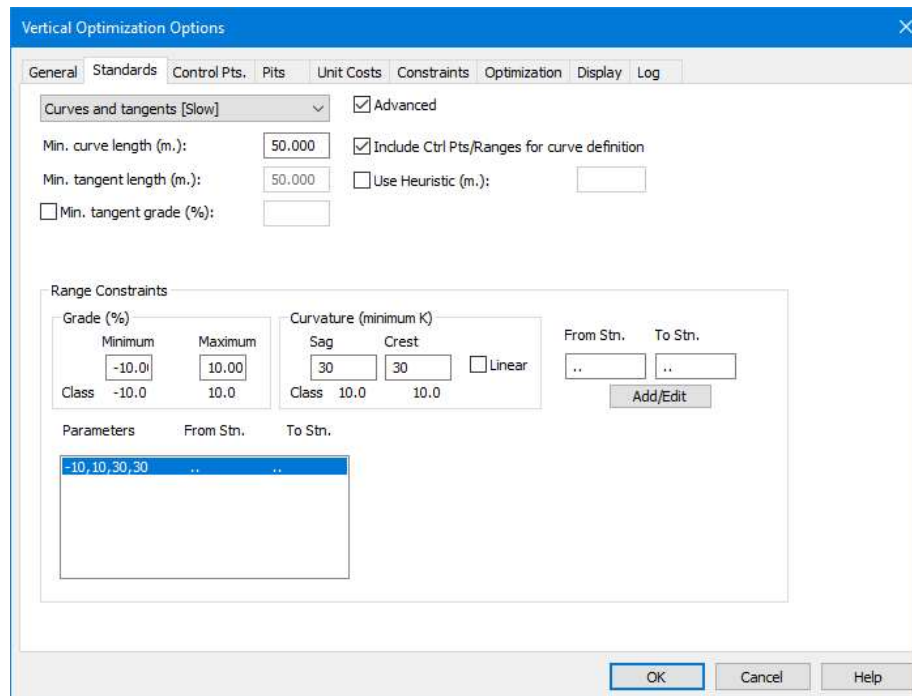 Vertical Optimization Options
General Standards Control Pts. Pits Unit Costs Constraints Optimization Display Log
Curves and tangents [Slow] Advanced
Min. curve length (m.): 50.000 Include Ctrl Pts/Ranges for curve definition
Min. tangent length (m.): 50.000 Use Heuristic (m.):
Min. tangent grade (%):
Range Constraints
Grade (%) Curvature (minimum K)
Minimum Maximum Sag Crest From Stn. To Stn.
-10.0 10.00 30 30 Linear .. ..
Class -10.0 10.0 Class 10.0 10.0 Add/Edit
Parameters From Stn. To Stn.
-10,10,30,30 .. ..
OK Cancel Help